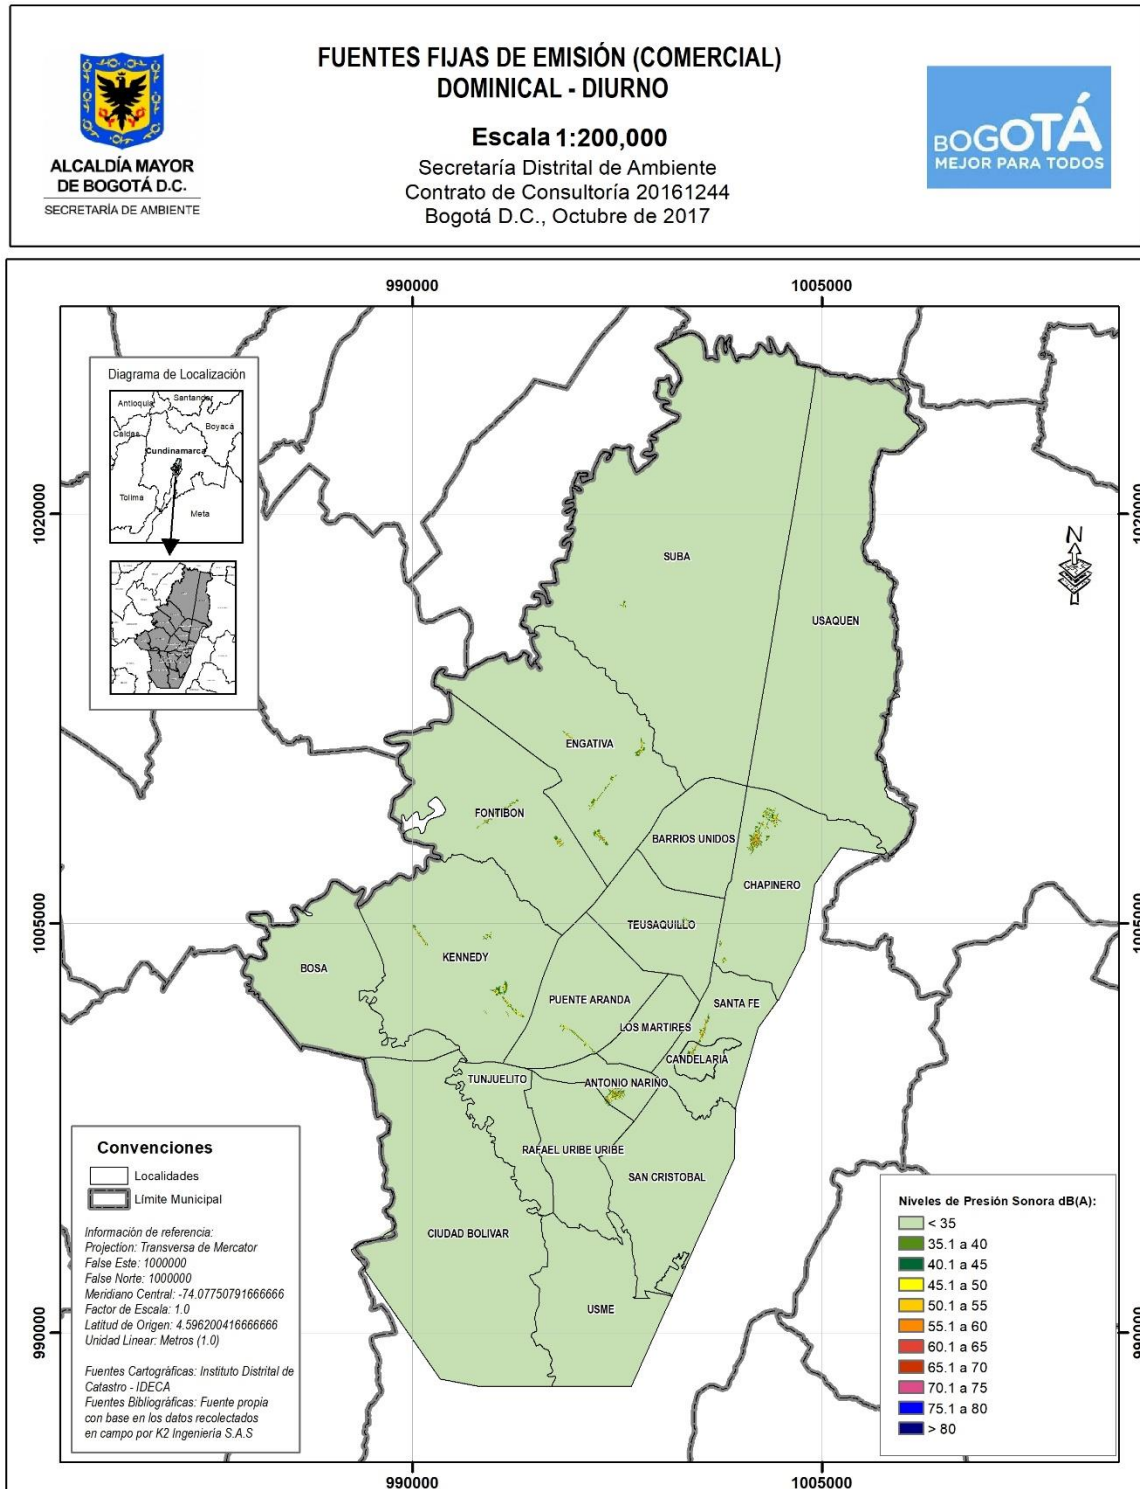 FUENTES FIJAS DE EMISIÓN (COMERCIAL)
DOMINICAL - DIURNO
Escala 1:200,000
Secretaría Distrital de Ambiente
Contrato de Consultoría 20161244
Bogotá D.C., Octubre de 2017
ALCALDÍA MAYOR
DE BOGOTÁ D.C.
SECRETARÍA DE AMBIENTE
BOGOTÁ
MEJOR PARA TODOS
990000
1005000
Diagrama de Localización
Antioquia
Santander
Boyacá
Caldas
Cundinamarca
Tolima
Meta
1020000
1020000
N
SUBA
USAQUEN
ENGATIVA
FONTIBON
BARRIOS UNIDOS
CHAPINERO
TEUSAQUILLO
1005000
1005000
KENNEDY
BOSA
PUENTE ARANDA
SANTA FE
LOS MARTIRES
CANDELARIA
TUNJUELITO
ANTONIO NARIÑO
RAFAEL URIBE URIBE
SAN CRISTOBAL
CIUDAD BOLIVAR
USME
990000
990000
Convenciones
Localidades
Límite Municipal
Información de referencia:
Projection: Transversa de Mercator
False Este: 1000000
False Norte: 1000000
Meridiano Central: -74.07750791666666
Factor de Escala: 1.0
Latitud de Origen: 4.596200416666666
Unidad Linear: Metros (1.0)
Fuentes Cartográficas: Instituto Distrital de
Catastro - IDECA
Fuentes Bibliográficas: Fuente propia
con base en los datos recolectados
en campo por K2 Ingeniería S.A.S
Niveles de Presión Sonora dB(A):
< 35
35.1 a 40
40.1 a 45
45.1 a 50
50.1 a 55
55.1 a 60
60.1 a 65
65.1 a 70
70.1 a 75
75.1 a 80
> 80
990000
1005000